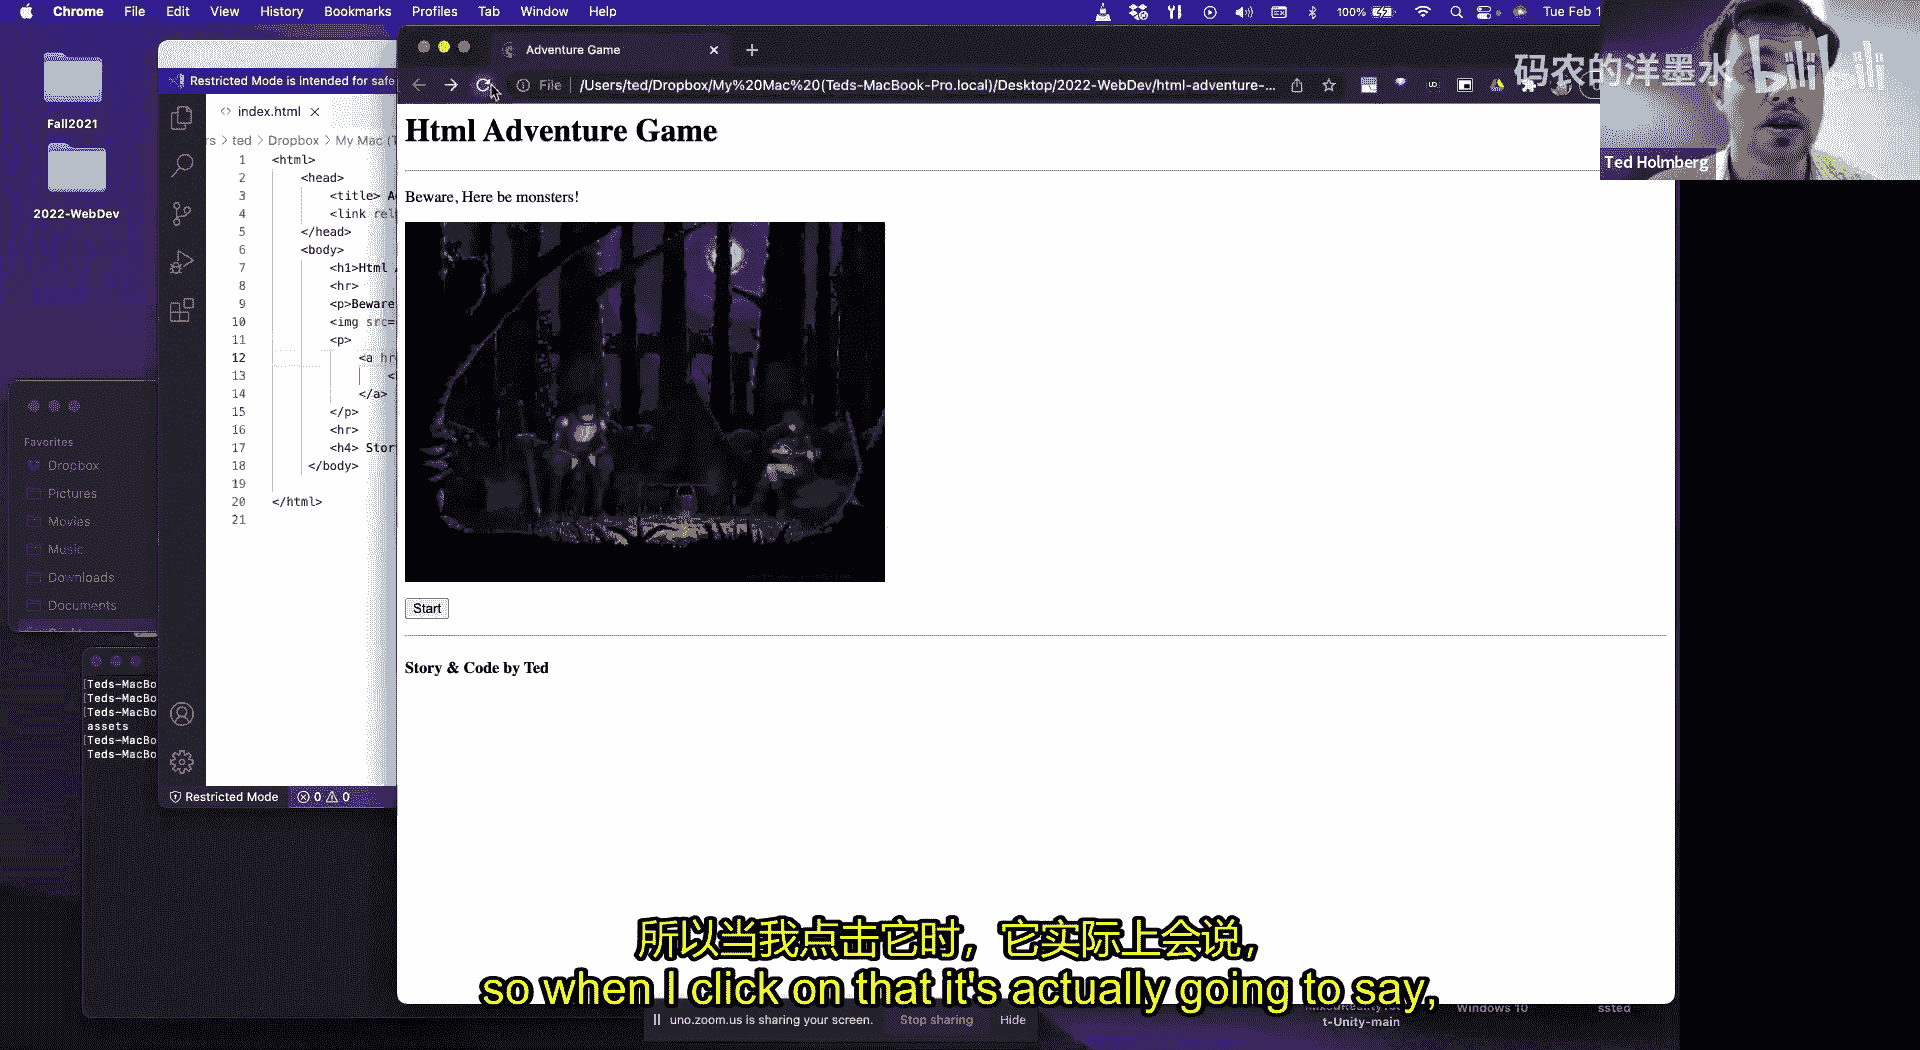 Chrome File Edit View History Bookmarks Profiles Tab Window Help
100%
Tue Feb 1
码农的洋墨水 bilibili
Ted Holmberg
Fall2021
2022-WebDev
Restricted Mode is intended for safe
index.html
rs > ted > Dropbox > My Mac (T
1 <html>
2 <head>
3 <title> A
4 <link rel
5 </head>
6 <body>
7 <h1>Html
8 <hr>
9 <p>Beware
10 <img src=
11 <p>
12 <a hr
13 <
14 </a>
15 </p>
16 <hr>
17 <h4> Stor
18 </body>
19
20 </html>
21
Restricted Mode 0 0
Favorites
Dropbox
Pictures
Movies
Music
Downloads
Documents
[Teds-MacBo
[Teds-MacBo
[Teds-MacBo
assets
[Teds-MacBo
Teds-MacBo
Adventure Game
File /Users/ted/Dropbox/My%20Mac%20(Teds-MacBook-Pro.local)/Desktop/2022-WebDev/html-adventure-...
Html Adventure Game
Beware, Here be monsters!
Start
Story & Code by Ted
所以当我点击它时，它实际上会说，
so when I click on that it's actually going to say,
uno.zoom.us is sharing your screen. Stop sharing Hide
t-Unity-main
Windows 10
ssted